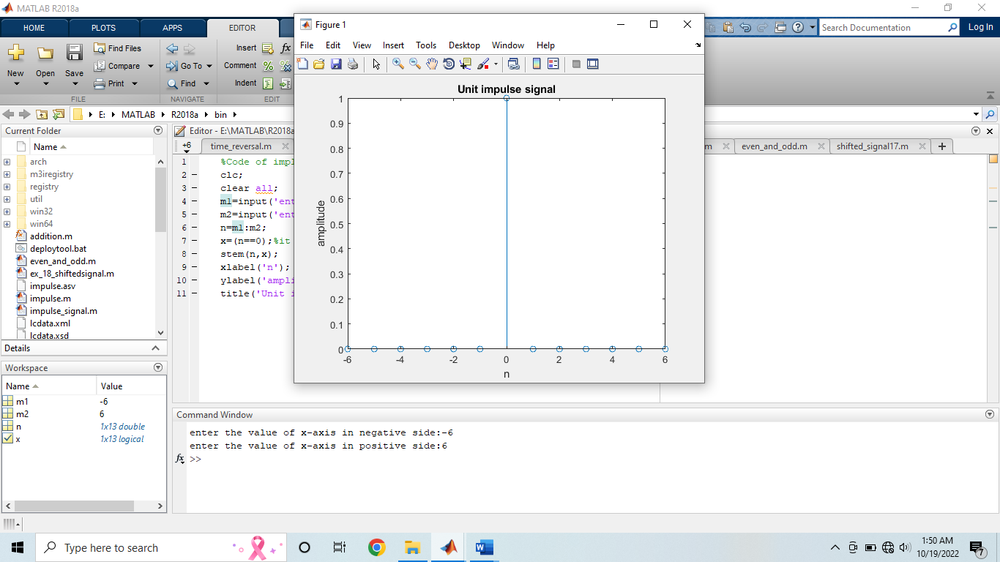 MATLAB R2018a
HOME PLOTS APPS EDITOR
Search Documentation
Log In
New Open Save
Find Files
Compare
Print
Go To
Find
Insert
fx
Comment
Indent
FILE NAVIGATE EDIT
E: MATLAB R2018a bin
Current Folder
Name
arch
m3iregistry
registry
util
win32
win64
addition.m
deploytool.bat
even_and_odd.m
ex_18_shiftedsignal.m
impulse.asv
impulse.m
impulse_signal.m
lcdata.xml
lcdata.xsd
Details
Workspace
Name Value
m1 -6
m2 6
n 1x13 double
x 1x13 logical
Editor - E:\MATLAB\R2018a
+6 time_reversal.m
m even_and_odd.m shifted_signal17.m +
1 %Code of impl
2 clc;
3 clear all;
4 m1=input('ent
5 m2=input('ent
6 n=m1:m2;
7 x=(n==0);%it
8 stem(n,x);
9 xlabel('n');
10 ylabel('ampli
11 title('Unit i
Figure 1
File Edit View Insert Tools Desktop Window Help
Unit impulse signal
amplitude
1
0.9
0.8
0.7
0.6
0.5
0.4
0.3
0.2
0.1
0
-6 -4 -2 0 2 4 6
n
Command Window
enter the value of x-axis in negative side:-6
enter the value of x-axis in positive side:6
fx >>
Type here to search
1:50 AM
10/19/2022
7